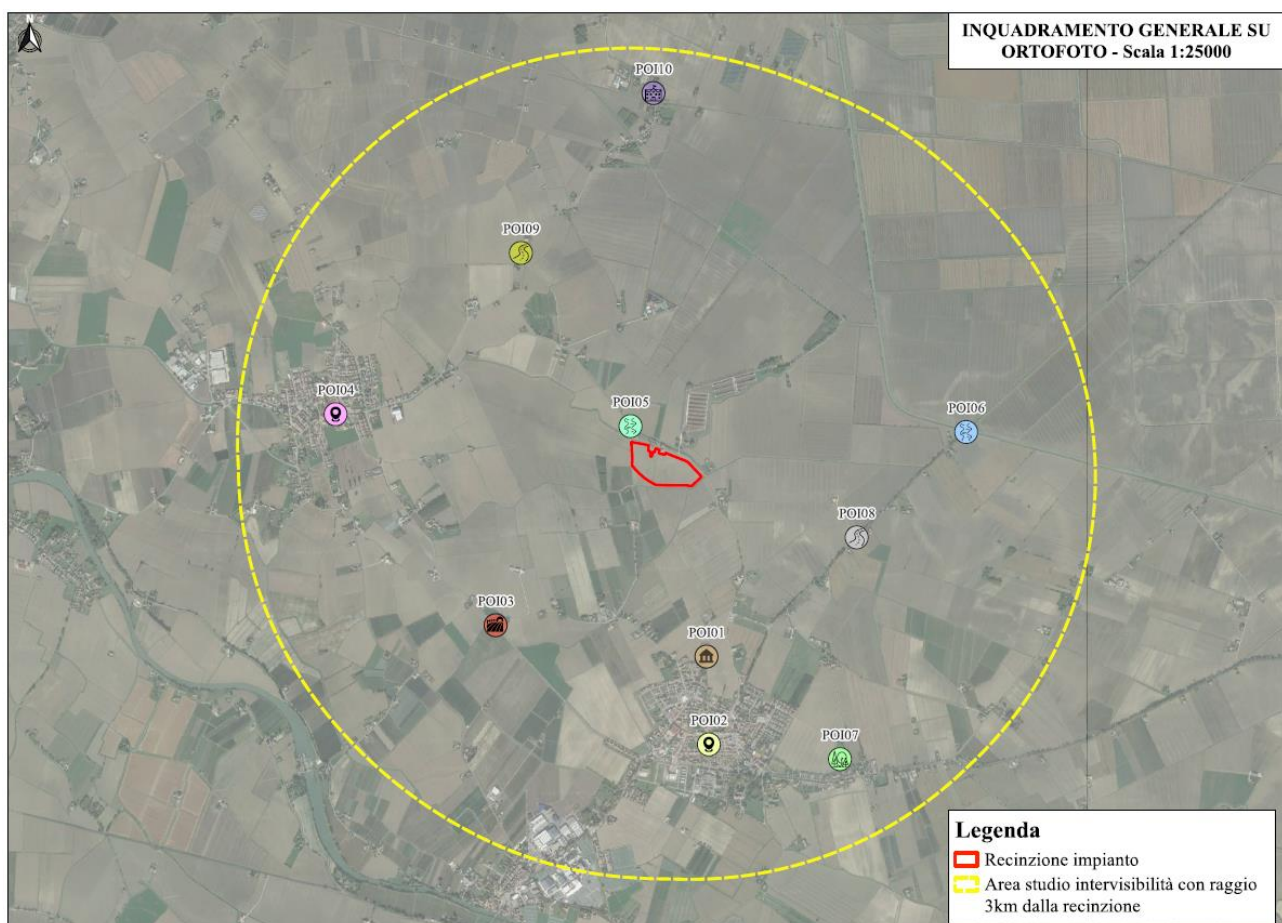 N
INQUADRAMENTO GENERALE SU
ORTOFOTO - Scala 1:25000
POI10
POI09
POI04
POI05
POI06
POI08
POI03
POI01
POI02
POI07
Legenda
Recinzione impianto
Area studio intervisibilità con raggio
3km dalla recinzione